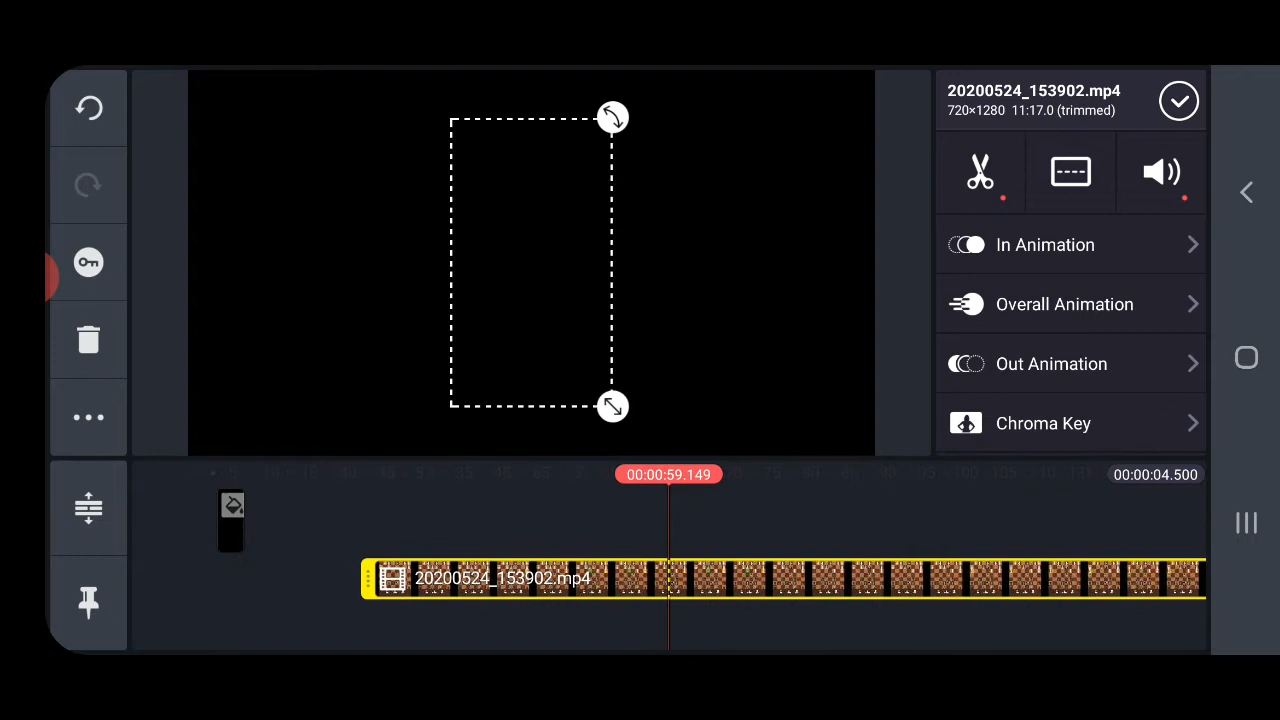 20200524_153902.mp4
720×1280 11:17.0 (trimmed)
In Animation
Overall Animation
Out Animation
Chroma Key
00:00:59.149
00:00:04.500
20200524_153902.mp4